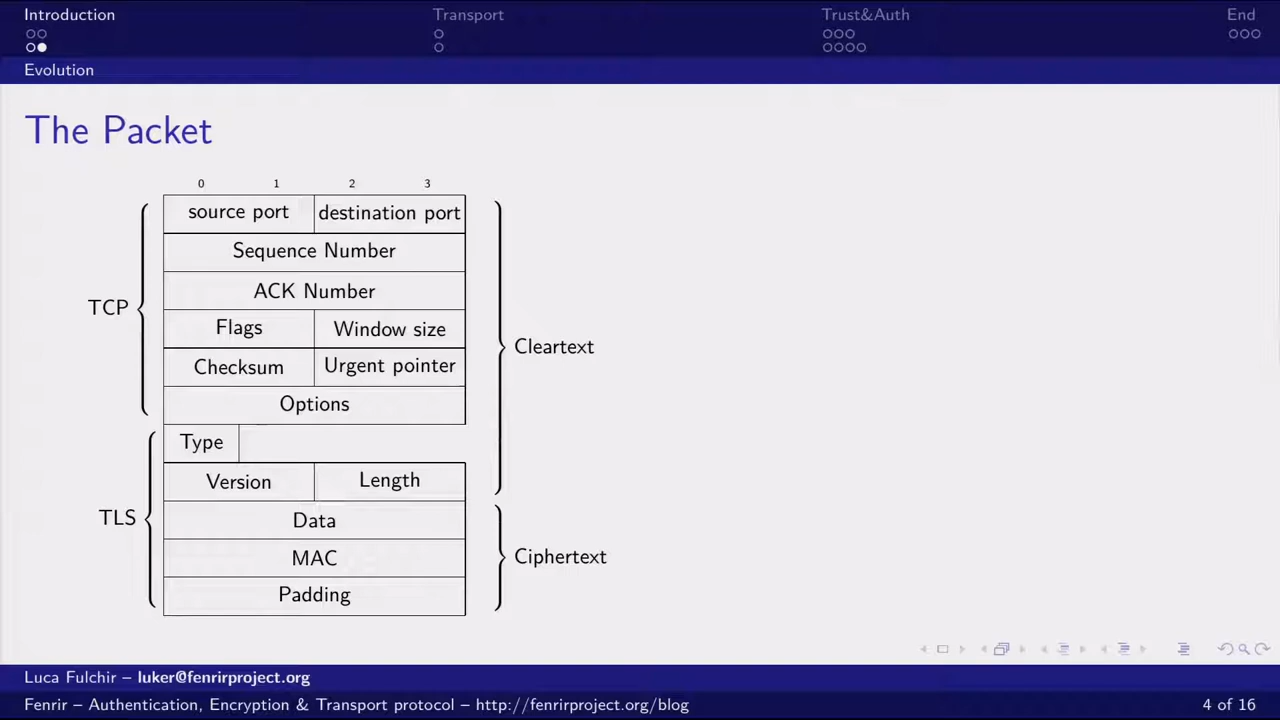 Introduction Transport Trust&Auth End
Evolution
The Packet
0 1 2 3
source port destination port
Sequence Number
ACK Number
TCP
Flags Window size
Cleartext
Checksum Urgent pointer
Options
Type
Version Length
TLS
Data
MAC
Ciphertext
Padding
Luca Fulchir – luker@fenrirproject.org
Fenrir – Authentication, Encryption & Transport protocol – http://fenrirproject.org/blog 4 of 16